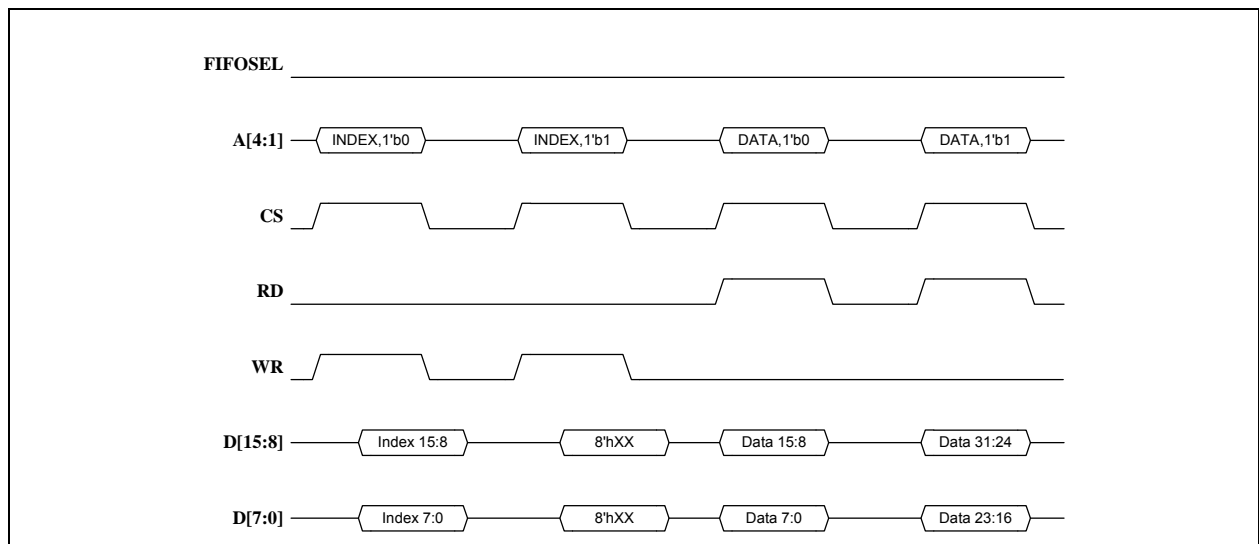 FIFOSEL
A[4:1] INDEX,1'b0 INDEX,1'b1 DATA,1'b0 DATA,1'b1
CS
RD
WR
D[15:8] Index 15:8 8'hXX Data 15:8 Data 31:24
D[7:0] Index 7:0 8'hXX Data 7:0 Data 23:16